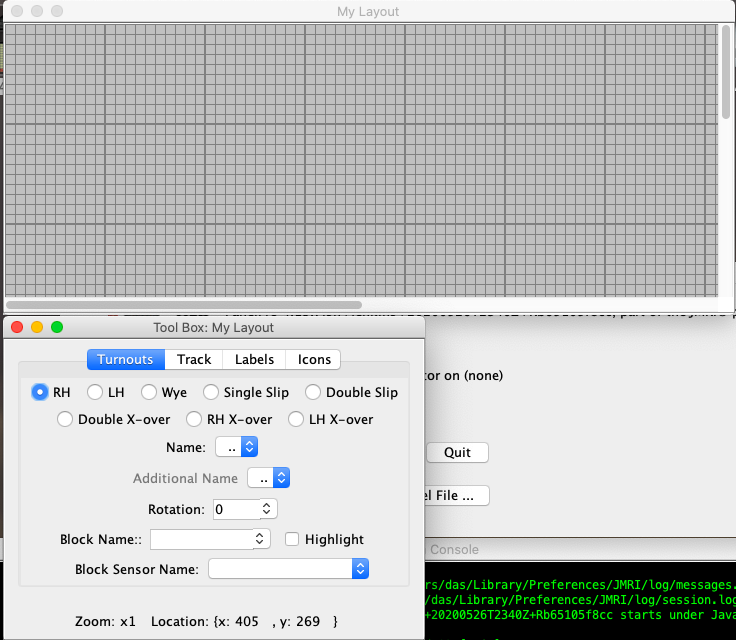 My Layout
Tool Box: My Layout
Turnouts Track Labels Icons
tor on (none)
RH LH Wye Single Slip Double Slip
Double X-over RH X-over LH X-over
Name: ..
Quit
Additional Name ..
el File ...
Rotation: 0
Block Name:: Highlight
Console
Block Sensor Name:
rs/das/Library/Preferences/JMRI/log/messages.
/das/Library/Preferences/JMRI/log/session.log
+20200526T2340Z+Rb65105f8cc starts under Java
Zoom: x1 Location: {x: 405 , y: 269 }